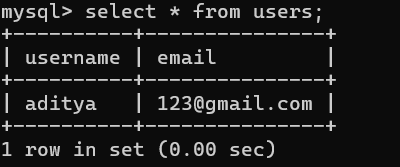 mysql> select * from users;
+----------+---------------+
| username | email         |
+----------+---------------+
| aditya   | 123@gmail.com |
+----------+---------------+
1 row in set (0.00 sec)